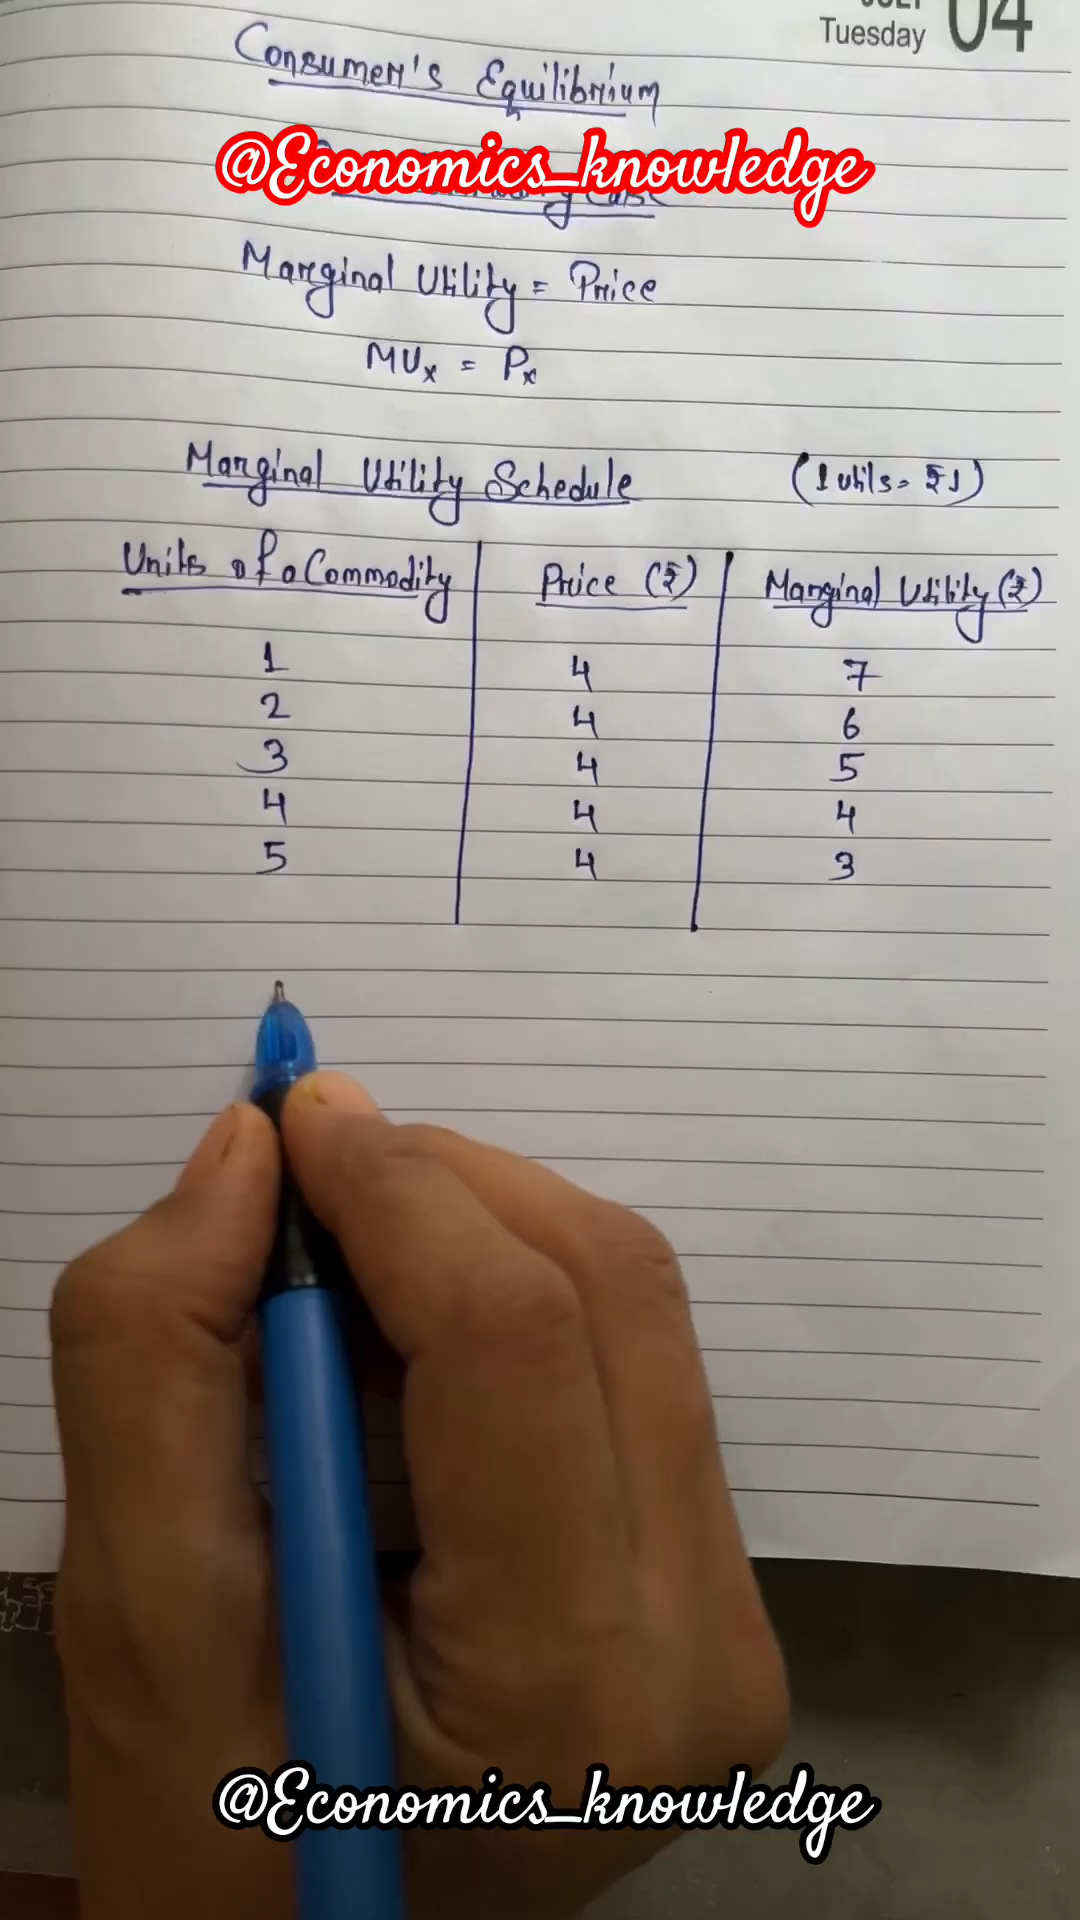 JULY
Tuesday 04
Consumer's Equilibrium
@Economics_knowledge
Marginal Utility = Price
MUx = Px
Marginal Utility Schedule (1 utils = ₹1)
Units of a Commodity Price (₹) Marginal Utility (₹)
1 4 7
2 4 6
3 4 5
4 4 4
5 4 3
@Economics_knowledge